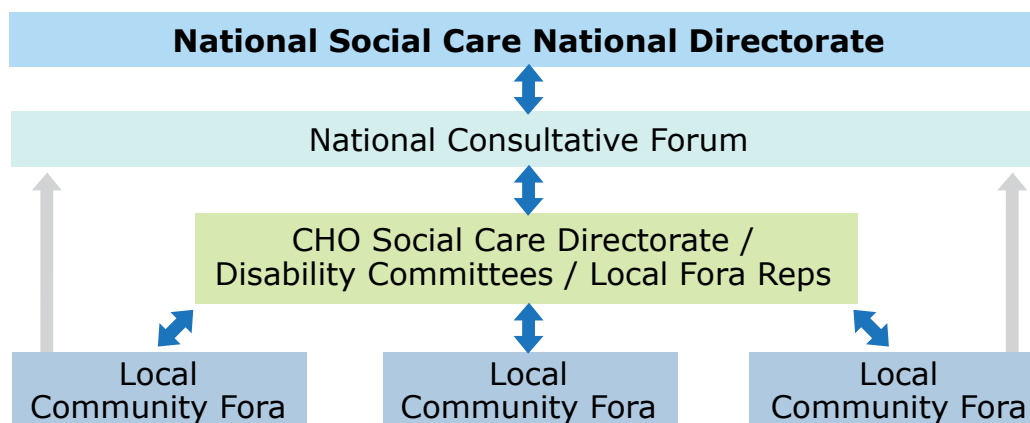 National Social Care National Directorate
National Consultative Forum
CHO Social Care Directorate /
Disability Committees / Local Fora Reps
Local
Community Fora
Local
Community Fora
Local
Community Fora